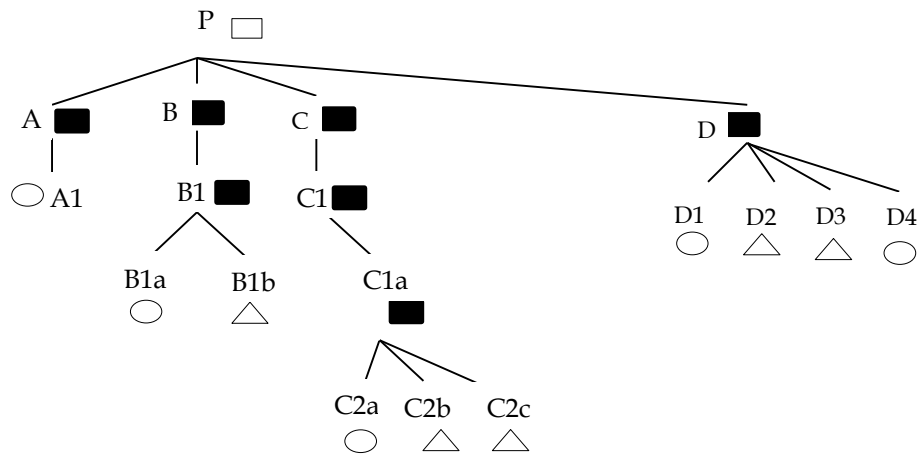 P
A B C D
A1 B1 C1 D1 D2 D3 D4
B1a B1b C1a
C2a C2b C2c